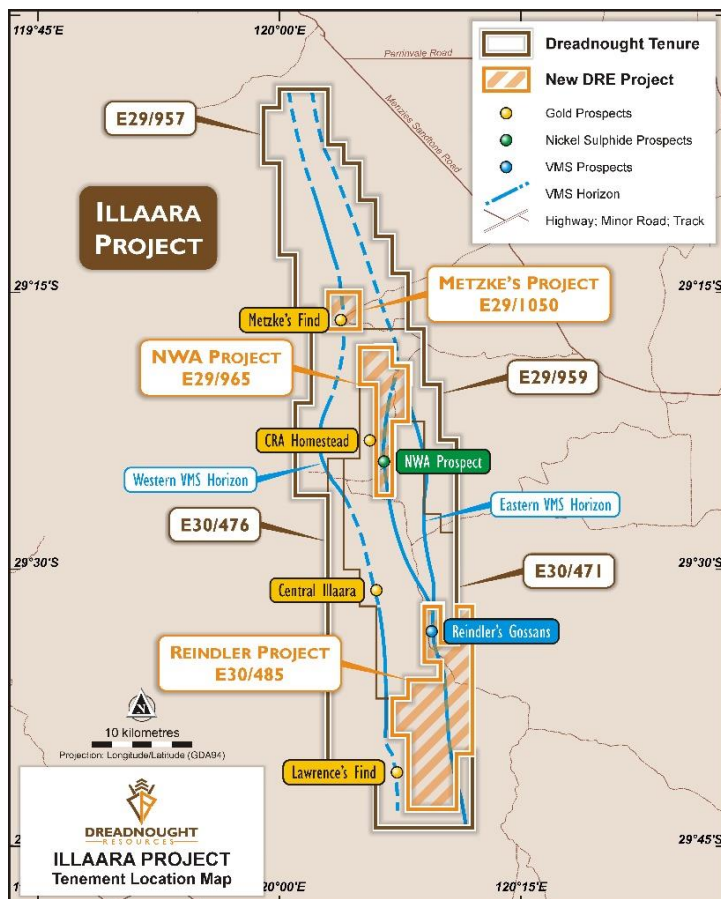 119°45'E
120°00'E
Perrinvale Road
Menzies Sandstone Road
Dreadnought Tenure
New DRE Project
Gold Prospects
Nickel Sulphide Prospects
VMS Prospects
VMS Horizon
Highway; Minor Road; Track
E29/957
ILLAARA
PROJECT
29°15'S
29°15'S
METZKE'S PROJECT
E29/1050
Metzke's Find
NWA PROJECT
E29/965
E29/959
CRA Homestead
NWA Prospect
Western VMS Horizon
Eastern VMS Horizon
E30/476
29°30'S
29°30'S
E30/471
Central Illaara
Reindler's Gossans
REINDLER PROJECT
E30/485
N
10 kilometres
Projection: Longitude/Latitude (GDA94)
Lawrence's Find
DREADNOUGHT
RESOURCES
ILLAARA PROJECT
Tenement Location Map
29°45'S
120°00'E
120°15'E